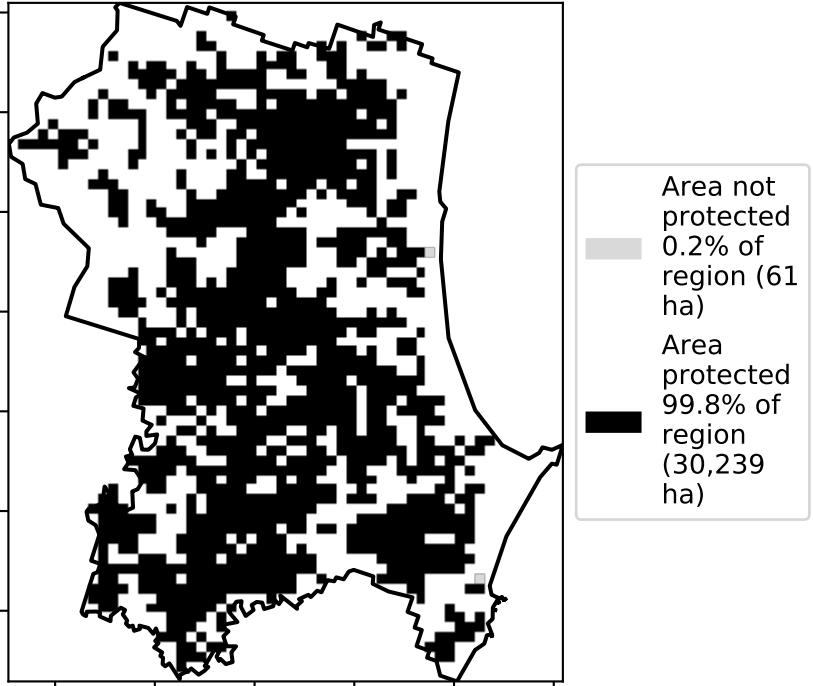 Area not
protected
0.2% of
region (61
ha)
Area
protected
99.8% of
region
(30,239
ha)